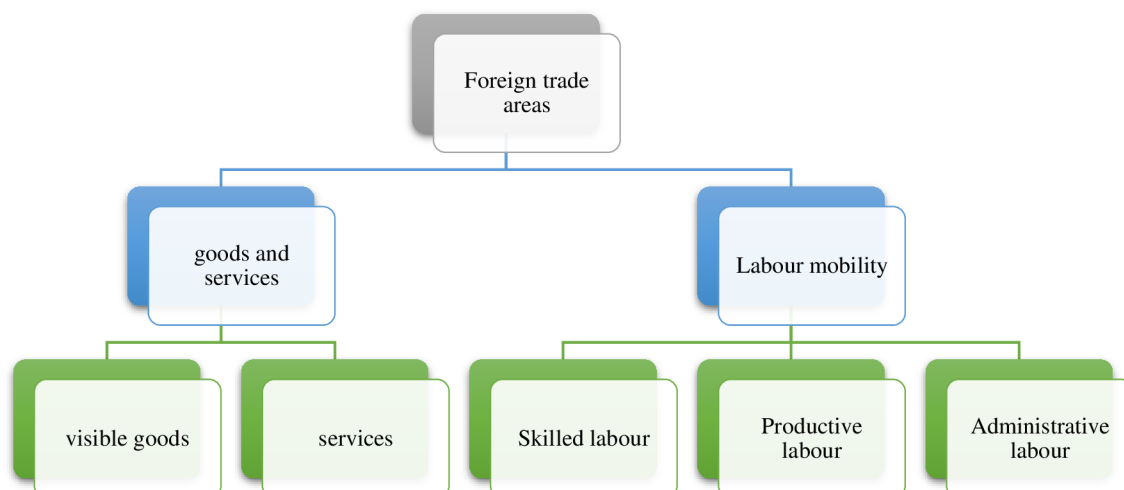 Foreign trade
areas
goods and
services
Labour mobility
visible goods
services
Skilled labour
Productive
labour
Administrative
labour